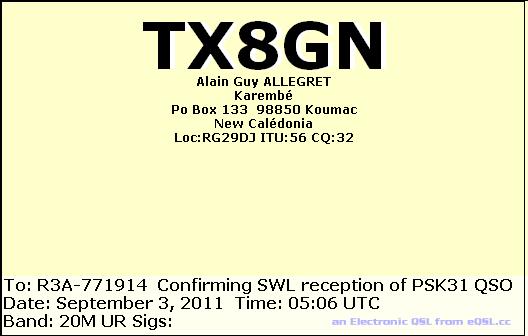 TX8GN
Alain Guy ALLEGRET
Karembé
Po Box 133 98850 Koumac
New Calédonia
Loc:RG29DJ ITU:56 CQ:32
To: R3A-771914 Confirming SWL reception of PSK31 QSO
Date: September 3, 2011 Time: 05:06 UTC
Band: 20M UR Sigs:
an Electronic QSL from eQSL.cc